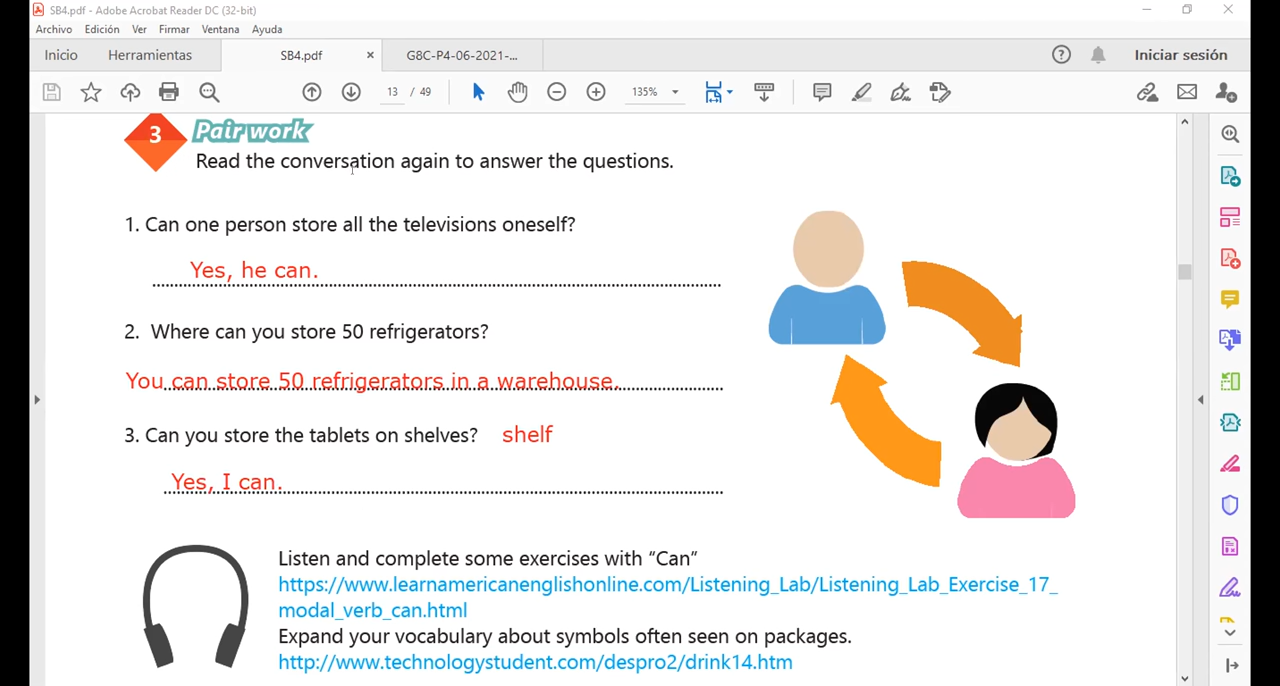 SB4.pdf - Adobe Acrobat Reader DC (32-bit)
Archivo Edición Ver Firmar Ventana Ayuda
Inicio Herramientas SB4.pdf × G8C-P4-06-2021-... Iniciar sesión
13 / 49 135%
3 Pair work
Read the conversation again to answer the questions.
1. Can one person store all the televisions oneself?
Yes, he can.
2. Where can you store 50 refrigerators?
You can store 50 refrigerators in a warehouse.
3. Can you store the tablets on shelves? shelf
Yes, I can.
Listen and complete some exercises with “Can”
https://www.learnamericanenglishonline.com/Listening_Lab/Listening_Lab_Exercise_17_
modal_verb_can.html
Expand your vocabulary about symbols often seen on packages.
http://www.technologystudent.com/despro2/drink14.htm